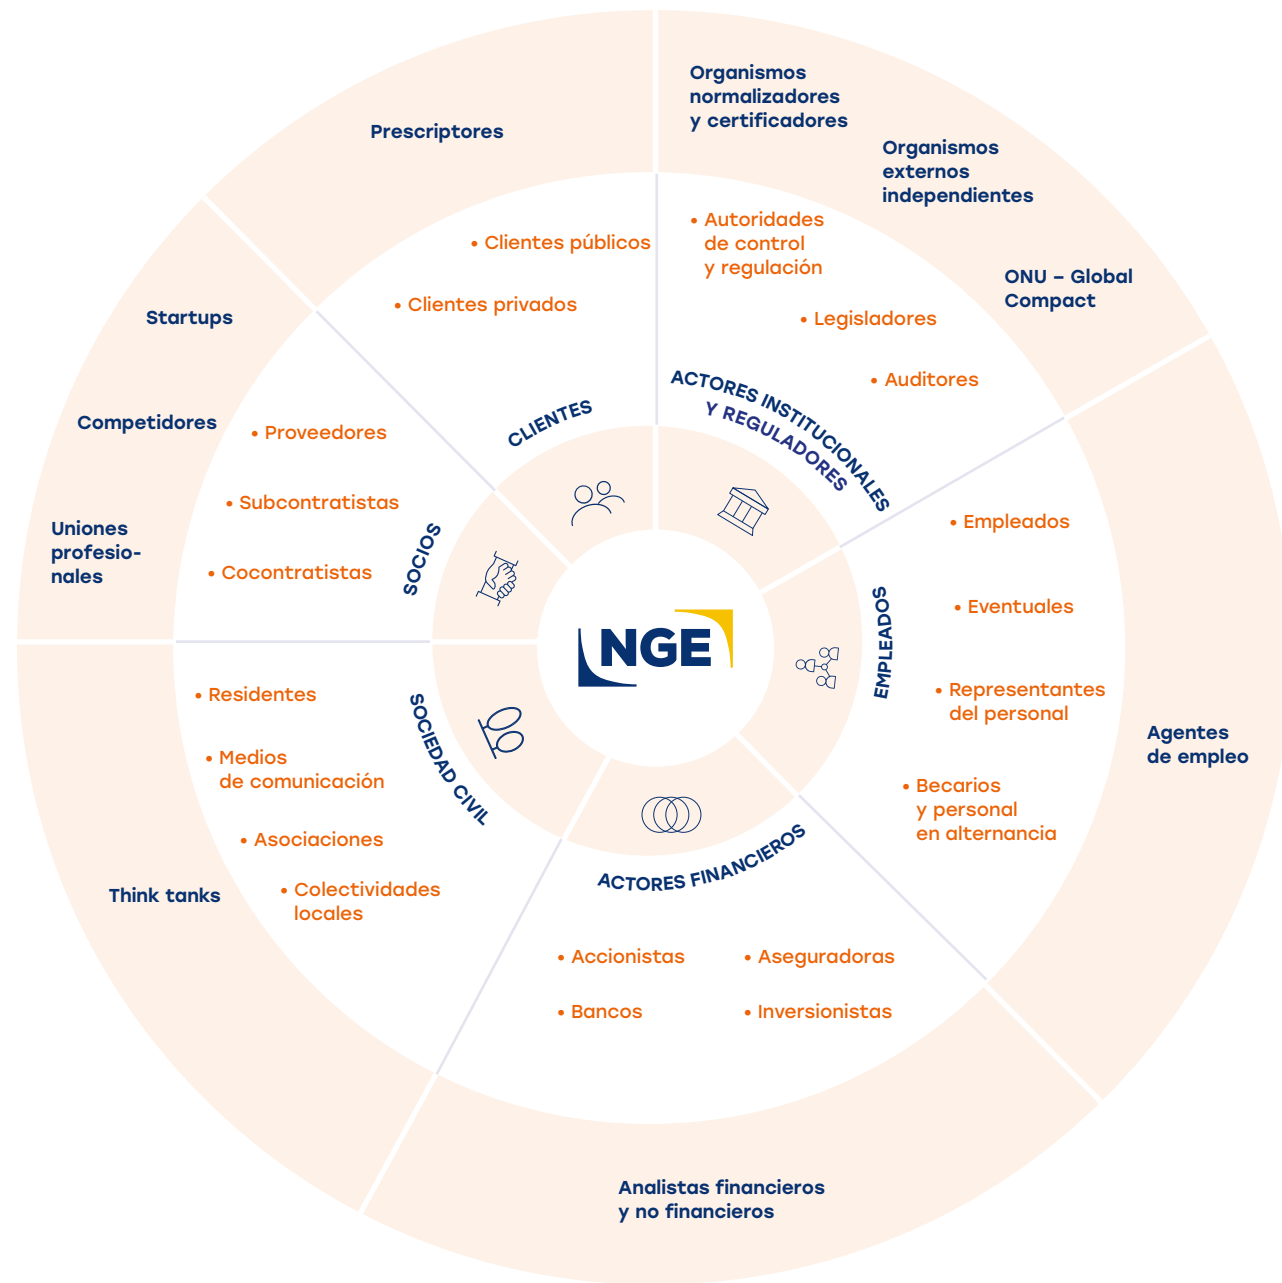 Organismos
normalizadores
y certificadores
Organismos
externos
independientes
ONU – Global
Compact
• Autoridades
de control
y regulación
• Legisladores
• Auditores
ACTORES INSTITUCIONALES
Y REGULADORES
Prescriptores
• Clientes públicos
• Clientes privados
CLIENTES
Startups
Competidores
Uniones
profesio-
nales
• Proveedores
• Subcontratistas
• Cocontratistas
SOCIOS
NGE
EMPLEADOS
• Empleados
• Eventuales
• Representantes
del personal
• Becarios
y personal
en alternancia
Agentes
de empleo
SOCIEDAD CIVIL
• Residentes
• Medios
de comunicación
• Asociaciones
• Colectividades
locales
Think tanks
ACTORES FINANCIEROS
• Accionistas
• Aseguradoras
• Bancos
• Inversionistas
Analistas financieros
y no financieros